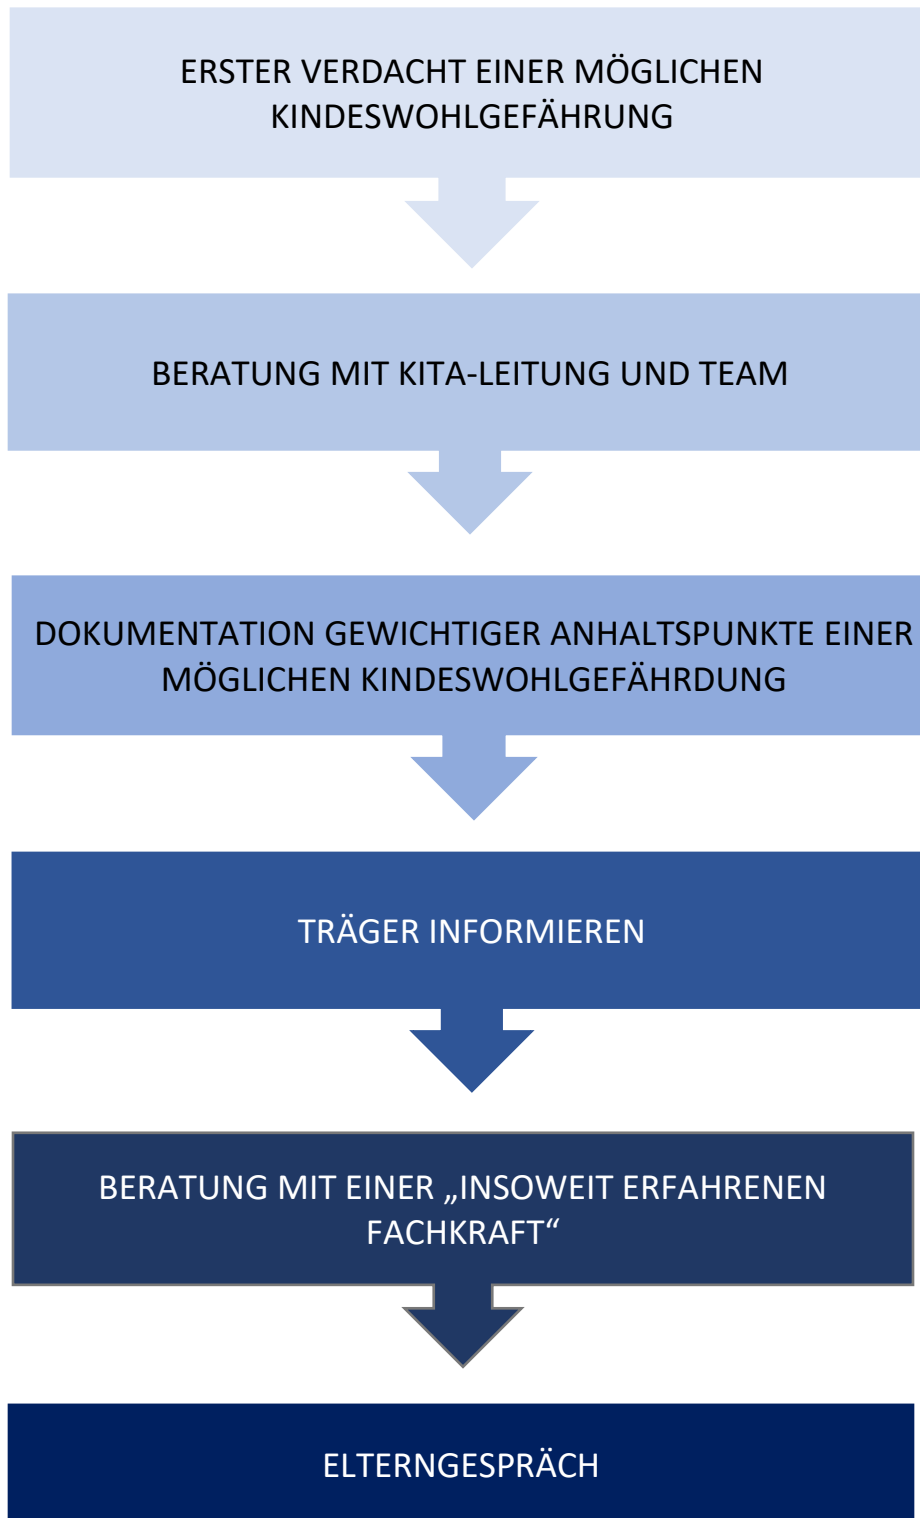 ERSTER VERDACHT EINER MÖGLICHEN
KINDESWOHLGEFÄHRUNG
BERATUNG MIT KITA-LEITUNG UND TEAM
DOKUMENTATION GEWICHTIGER ANHALTSPUNKTE EINER
MÖGLICHEN KINDESWOHLGEFÄHRDUNG
TRÄGER INFORMIEREN
BERATUNG MIT EINER „INSOWEIT ERFAHRENEN
FACHKRAFT“
ELTERNGESPRÄCH